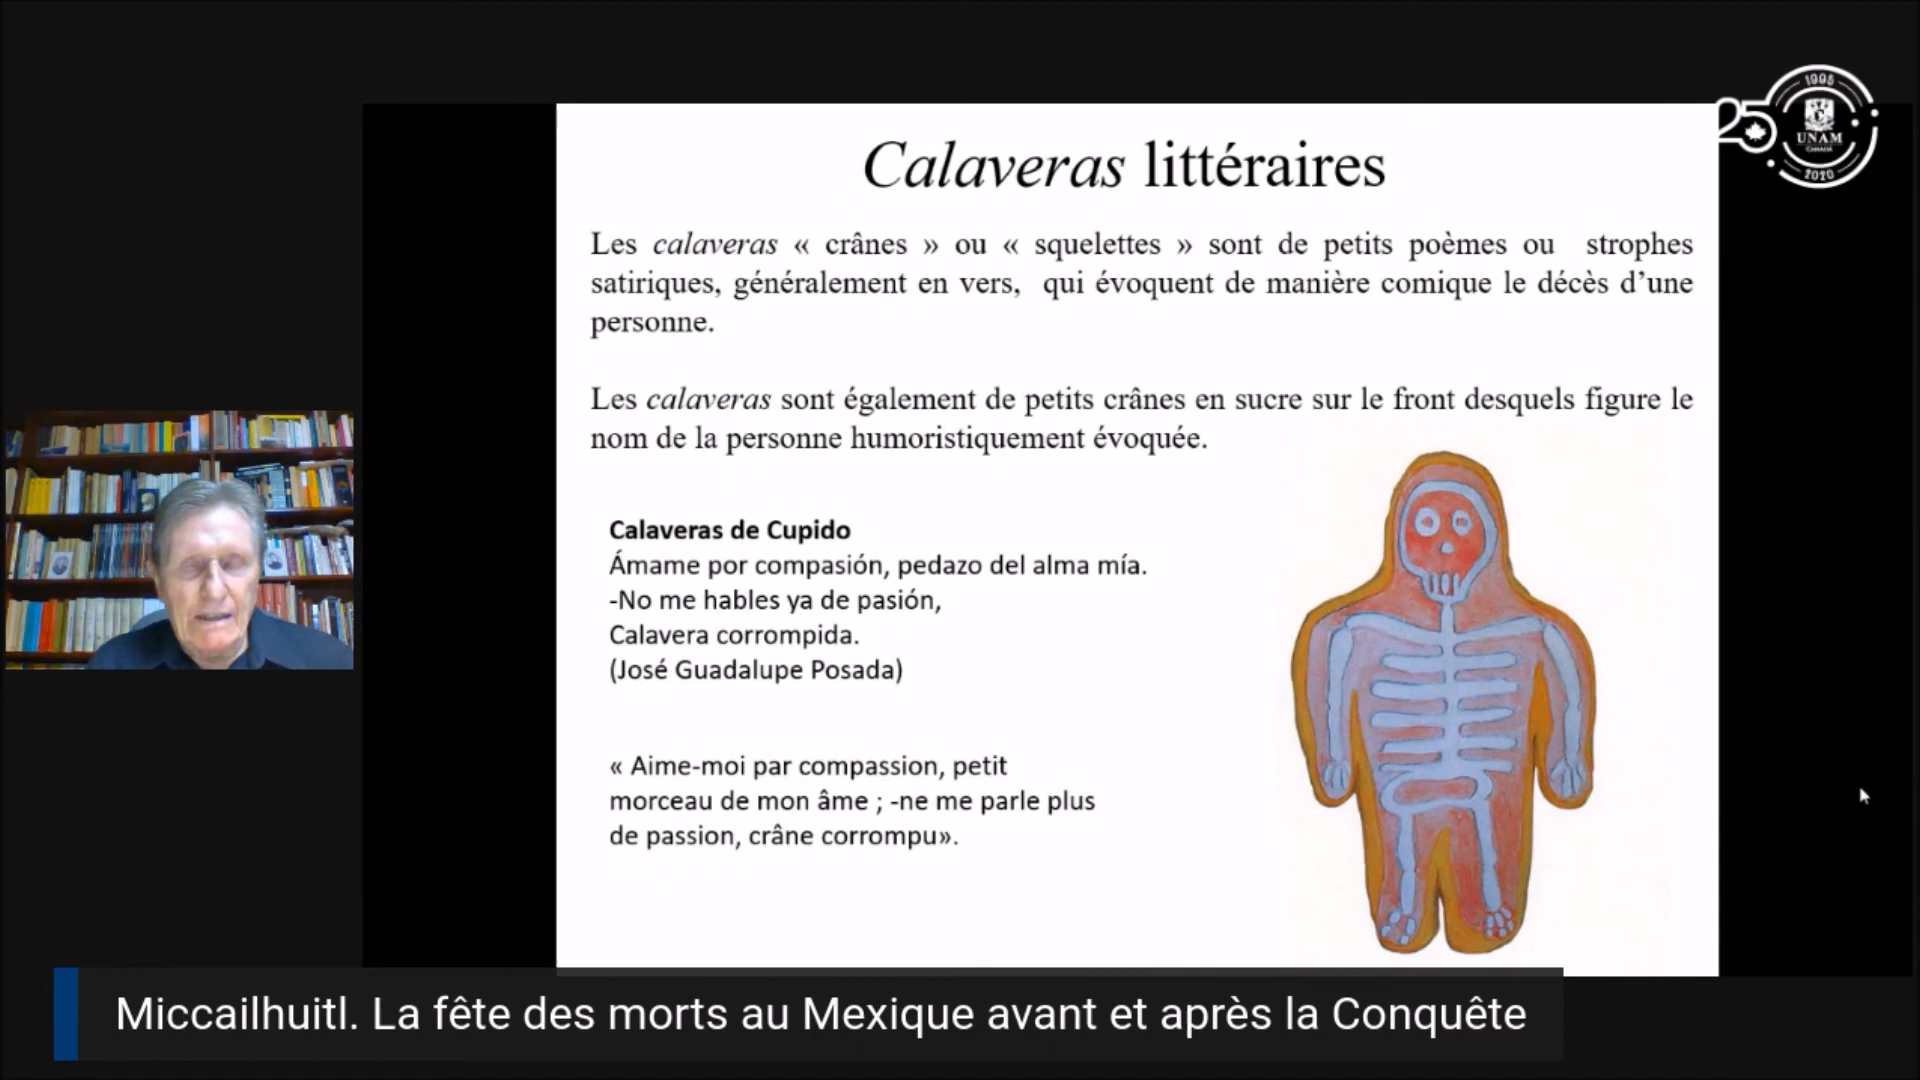 1995
25
UNAM
CANADÁ
2020
Calaveras littéraires
Les calaveras « crânes » ou « squelettes » sont de petits poèmes ou strophes
satiriques, généralement en vers, qui évoquent de manière comique le décès d’une
personne.
Les calaveras sont également de petits crânes en sucre sur le front desquels figure le
nom de la personne humoristiquement évoquée.
Calaveras de Cupido
Ámame por compasión, pedazo del alma mía.
-No me hables ya de pasión,
Calavera corrompida.
(José Guadalupe Posada)
« Aime-moi par compassion, petit
morceau de mon âme ; -ne me parle plus
de passion, crâne corrompu».
Miccailhuitl. La fête des morts au Mexique avant et après la Conquête